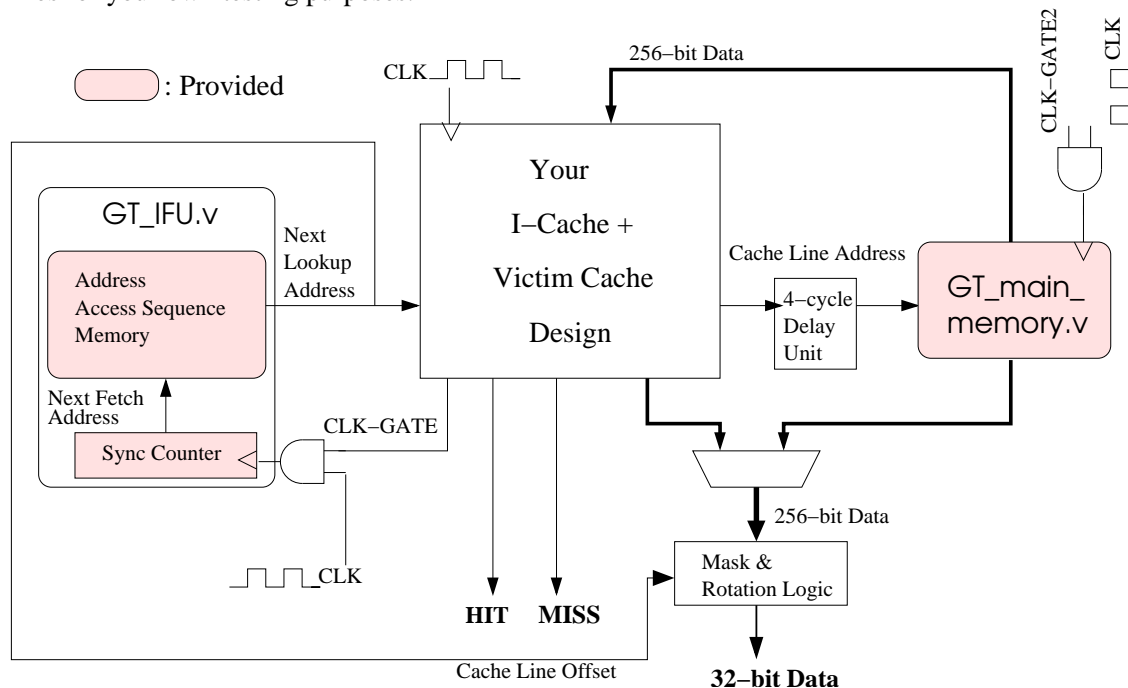 256−bit Data
CLK−GATE2
CLK
CLK
: Provided
Your
I−Cache +
Victim Cache
Design
GT_IFU.v
Next
Lookup
Address
Address
Access Sequence
Memory
Cache Line Address
4−cycle
Delay
Unit
GT_main_
memory.v
Next Fetch
Address
Sync Counter
CLK−GATE
CLK
256−bit Data
Mask &
Rotation Logic
HIT
MISS
Cache Line Offset
32−bit Data